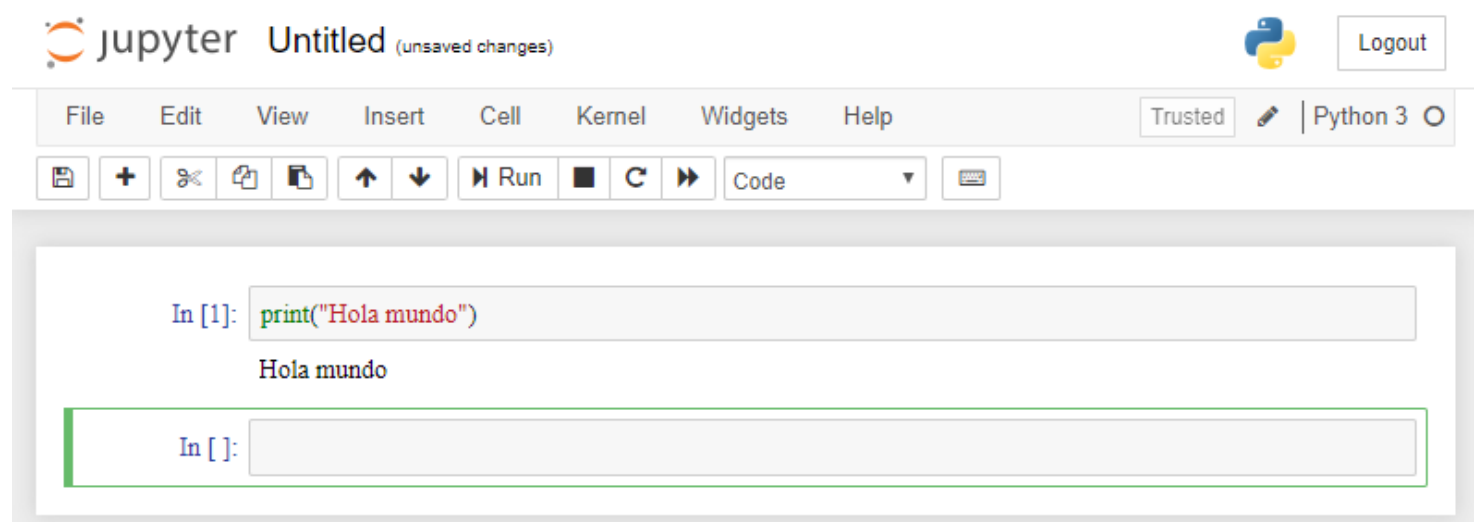 jupyter Untitled (unsaved changes) Logout
File Edit View Insert Cell Kernel Widgets Help Trusted Python 3
Run Code
In [1]: print("Hola mundo")
Hola mundo
In [ ]: